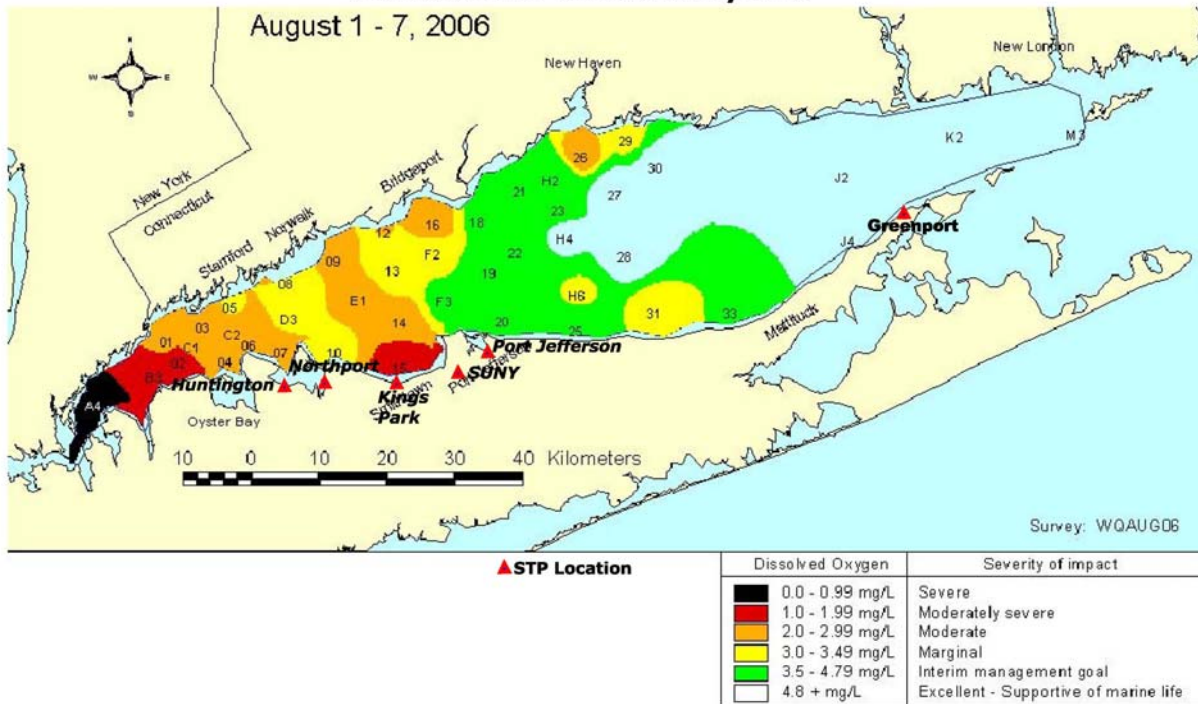 August 1 - 7, 2006
N
W
E
S
New York
Connecticut
Stamford
Norwalk
Bridgeport
New Haven
New London
A4
B3
02
01
C1
03
C2
04
05
06
07
08
D3
09
10
E1
12
13
14
15
16
F2
F3
18
19
20
21
22
H2
23
H4
H6
25
26
27
28
29
30
31
33
J2
J4
K2
M3
Huntington
Northport
Kings
Park
Smithtown
SUNY
Port Jefferson
Port Jefferson
Greenport
Mattituck
Oyster Bay
10 0 10 20 30 40 Kilometers
Survey: WQAUG06
STP Location
Dissolved Oxygen Severity of impact
0.0 - 0.99 mg/L Severe
1.0 - 1.99 mg/L Moderately severe
2.0 - 2.99 mg/L Moderate
3.0 - 3.49 mg/L Marginal
3.5 - 4.79 mg/L Interim management goal
4.8 + mg/L Excellent - Supportive of marine life